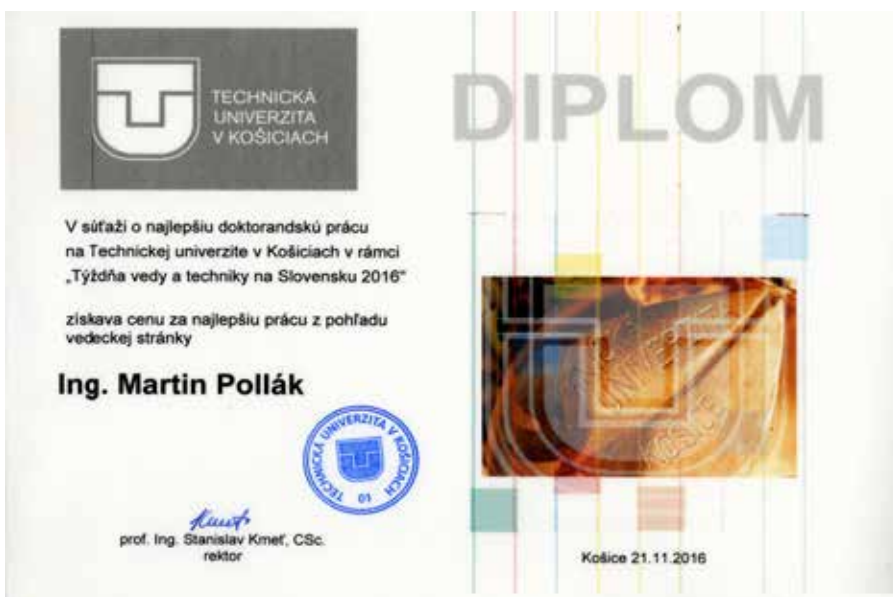 TECHNICKÁ
UNIVERZITA
V KOŠICIACH
DIPLOM
V súťaži o najlepšiu doktorandskú prácu
na Technickej univerzite v Košiciach v rámci
„Týždňa vedy a techniky na Slovensku 2016"
získava cenu za najlepšiu prácu z pohľadu
vedeckej stránky
Ing. Martin Pollák
TECHNICKÁ UNIVERZITA V KOŠICIACH
01
prof. Ing. Stanislav Kmeť, CSc.
rektor
KOŠICE
Košice 21.11.2016